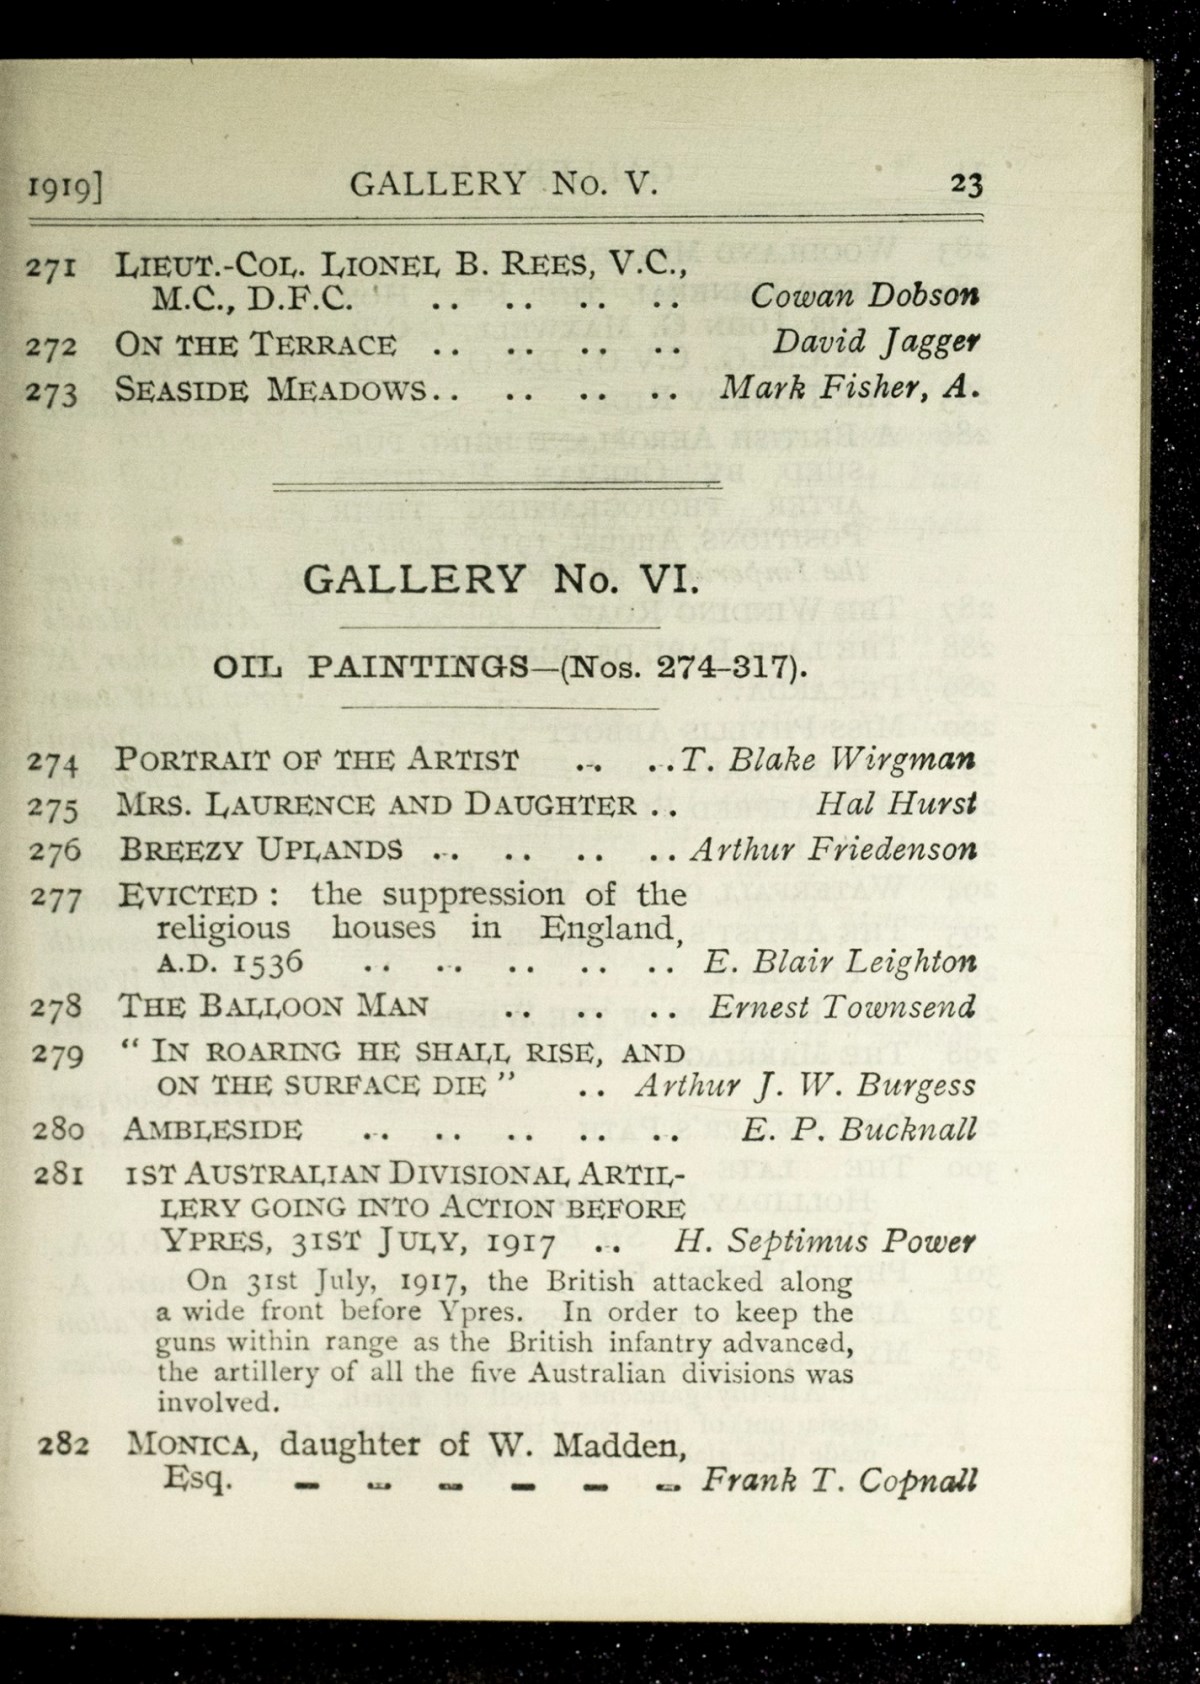 1919] GALLERY No. V. 23
271 LIEUT.-COL. LIONEL B. REES, V.C.,
M.C., D.F.C. .. .. .. .. Cowan Dobson
272 ON THE TERRACE .. .. .. .. David Jagger
273 SEASIDE MEADOWS.. .. .. .. Mark Fisher, A.
GALLERY No. VI.
OIL PAINTINGS—(Nos. 274–317).
274 PORTRAIT OF THE ARTIST .. ..T. Blake Wirgman
275 MRS. LAURENCE AND DAUGHTER .. Hal Hurst
276 BREEZY UPLANDS .. .. .. .. Arthur Friedenson
277 EVICTED : the suppression of the
religious houses in England,
A.D. 1536 .. .. .. .. .. E. Blair Leighton
278 THE BALLOON MAN .. .. .. Ernest Townsend
279 “ IN ROARING HE SHALL RISE, AND
ON THE SURFACE DIE ” .. Arthur J. W. Burgess
280 AMBLESIDE .. .. .. .. .. E. P. Bucknall
281 1ST AUSTRALIAN DIVISIONAL ARTIL-
LERY GOING INTO ACTION BEFORE
YPRES, 31ST JULY, 1917 .. H. Septimus Power
On 31st July, 1917, the British attacked along
a wide front before Ypres. In order to keep the
guns within range as the British infantry advanced,
the artillery of all the five Australian divisions was
involved.
282 MONICA, daughter of W. Madden,
Esq. .. .. .. .. .. .. Frank T. Copnall